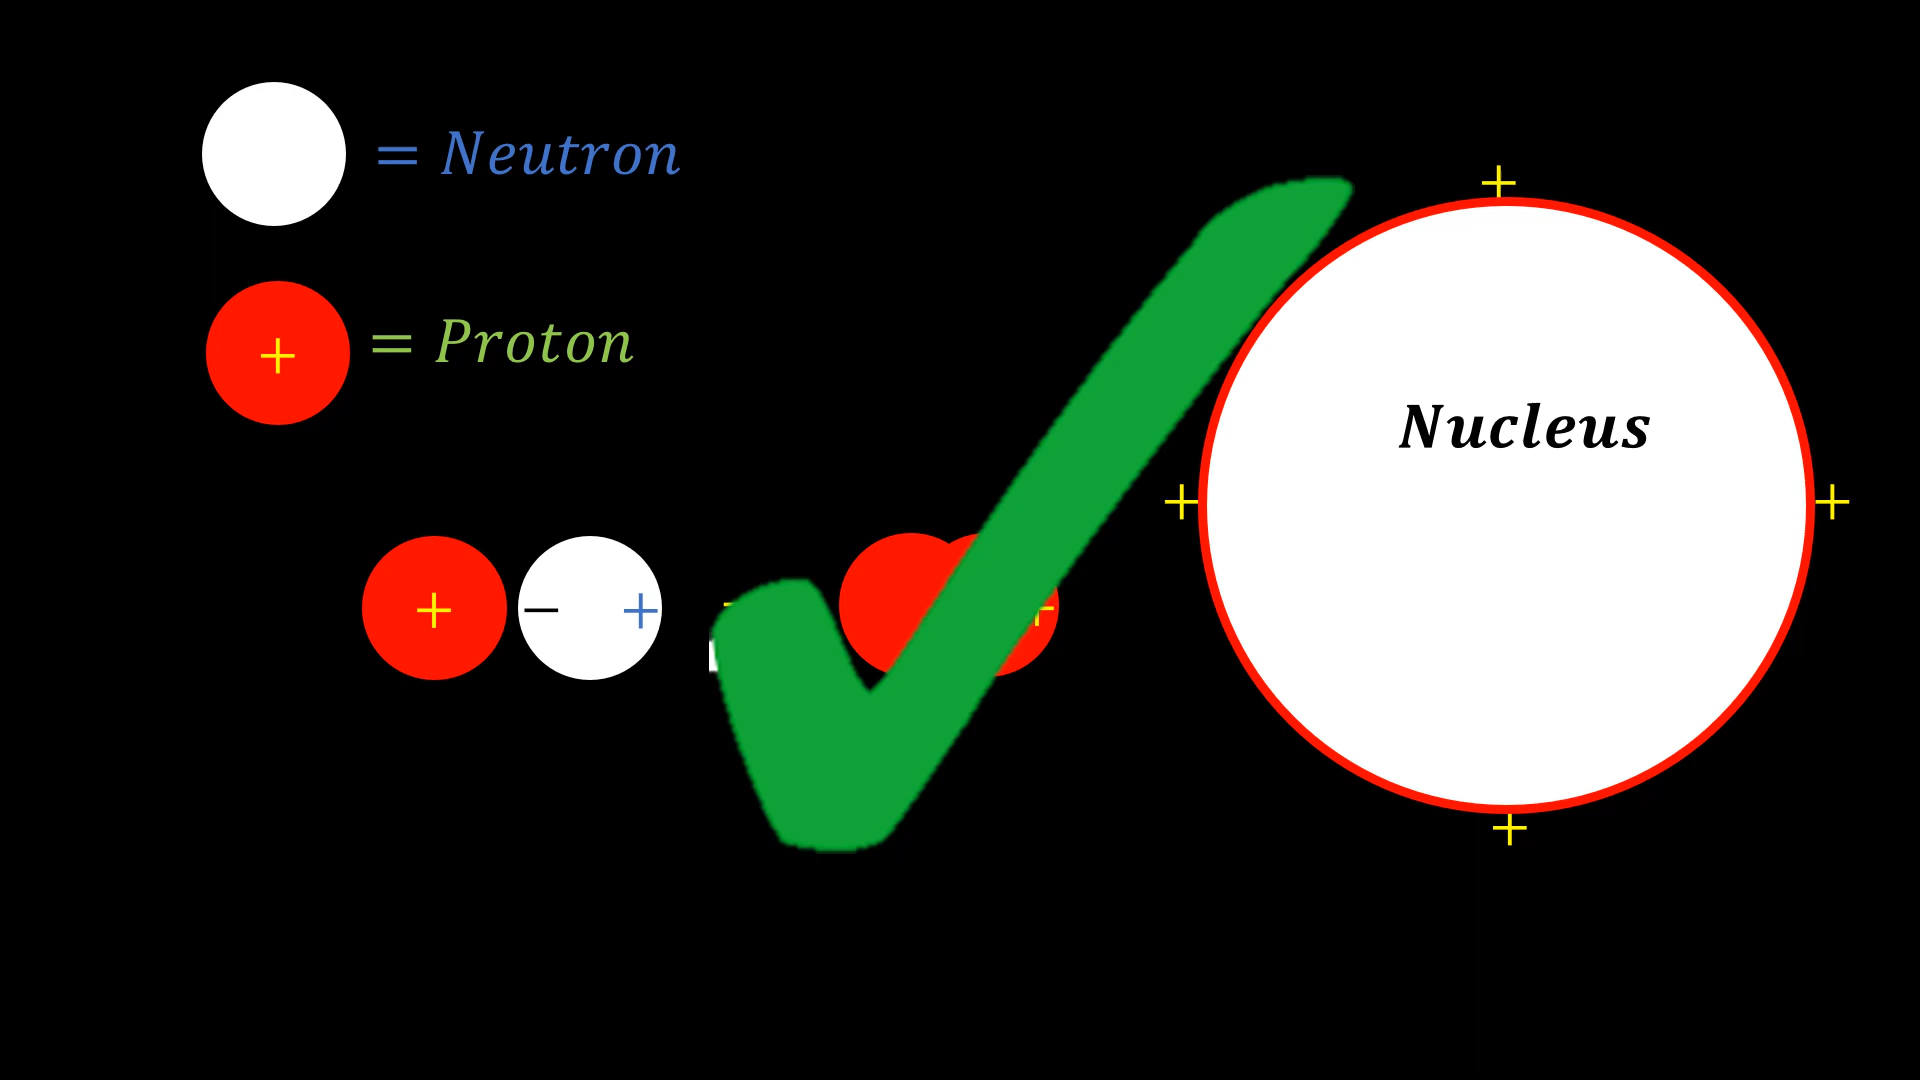 = Neutron
+ = Proton
+
Nucleus
+ +
+ − +
+